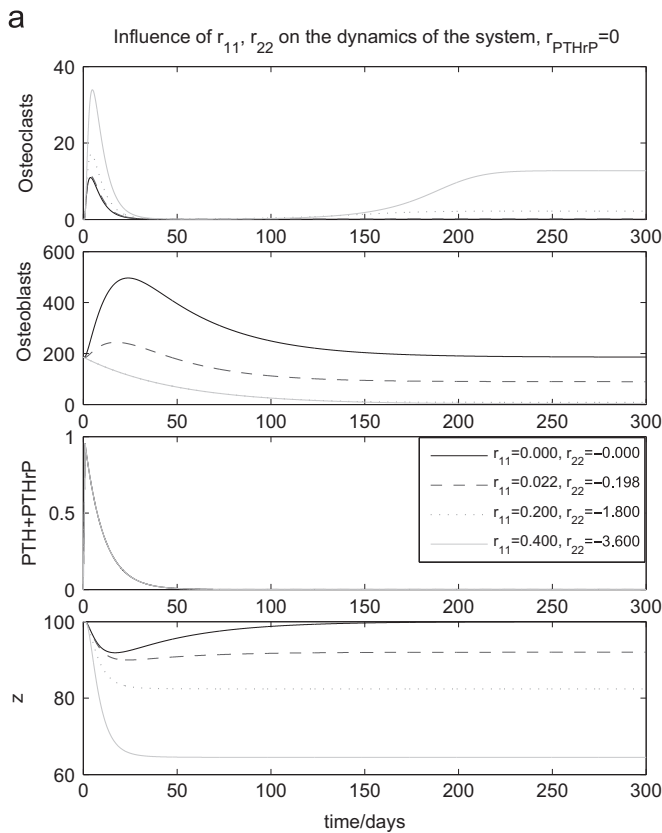 a
Influence of r11, r22 on the dynamics of the system, rPTHrP=0
40
20
0
Osteoclasts
0 50 100 150 200 250 300
600
400
200
0
Osteoblasts
0 50 100 150 200 250 300
1
0.5
0
PTH+PTHrP
r11=0.000, r22=−0.000
r11=0.022, r22=−0.198
r11=0.200, r22=−1.800
r11=0.400, r22=−3.600
0 50 100 150 200 250 300
100
80
60
z
0 50 100 150 200 250 300
time/days